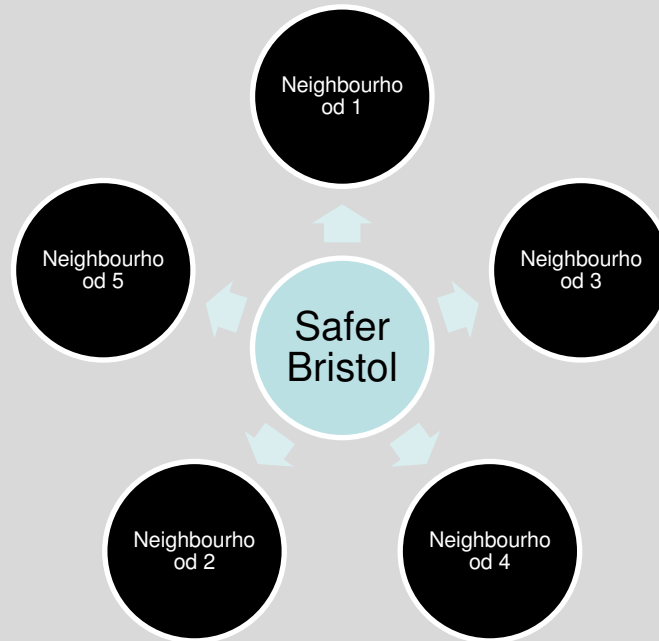 Neighbourho
od 1
Neighbourho
od 5
Neighbourho
od 3
Safer
Bristol
Neighbourho
od 2
Neighbourho
od 4